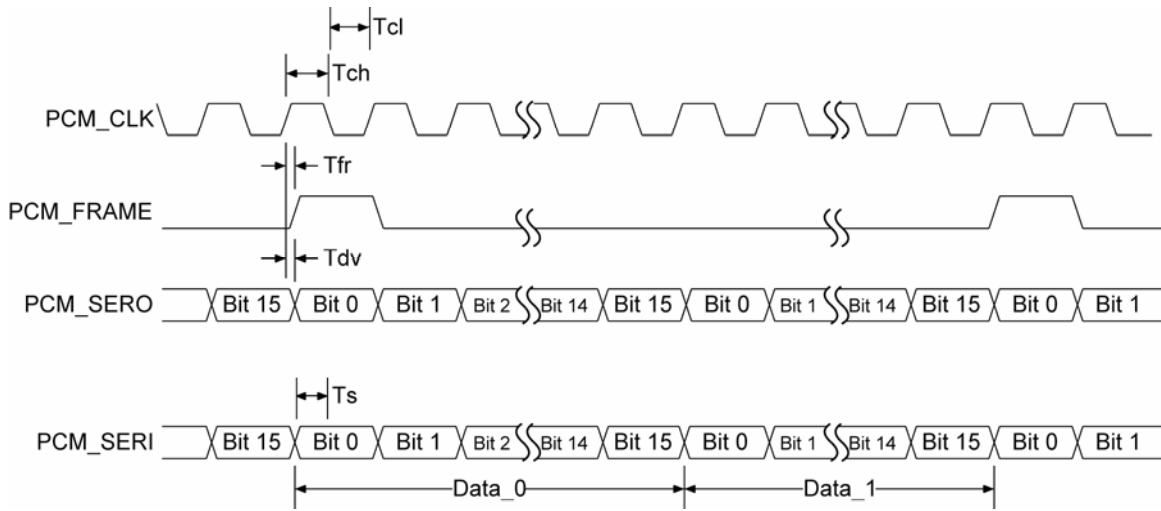 Tcl
Tch
PCM_CLK
Tfr
PCM_FRAME
Tdv
PCM_SERO Bit 15 Bit 0 Bit 1 Bit 2 Bit 14 Bit 15 Bit 0 Bit 1 Bit 14 Bit 15 Bit 0 Bit 1
Ts
PCM_SERI Bit 15 Bit 0 Bit 1 Bit 2 Bit 14 Bit 15 Bit 0 Bit 1 Bit 14 Bit 15 Bit 0 Bit 1
Data_0 Data_1